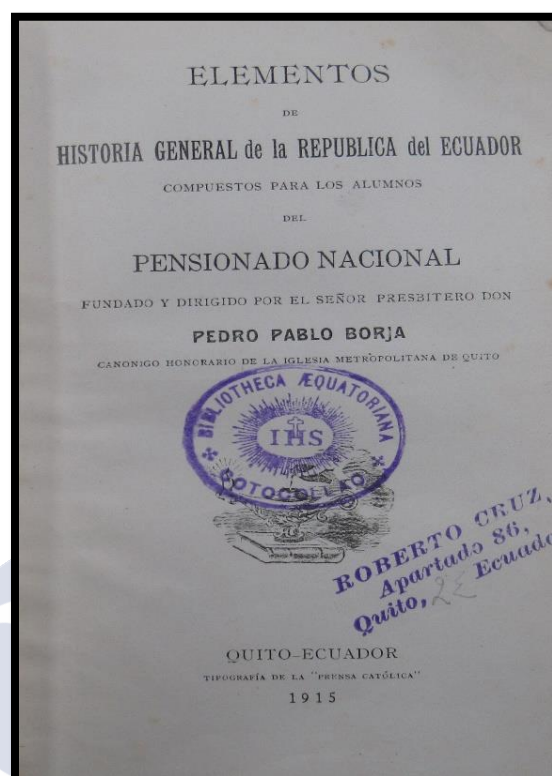 ELEMENTOS
DE
HISTORIA GENERAL de la REPUBLICA del ECUADOR
COMPUESTOS PARA LOS ALUMNOS
DEL
PENSIONADO NACIONAL
FUNDADO Y DIRIGIDO POR EL SEÑOR PRESBITERO DON
PEDRO PABLO BORJA
CANONIGO HONORARIO DE LA IGLESIA METROPOLITANA DE QUITO
BIBLIOTHECA ÆQUATORIANA
IHS
COTOCOLLAO
ROBERTO CRUZ,
Apartado 86,
Quito, Ecuado
QUITO-ECUADOR
TIPOGRAFÍA DE LA "PRENSA CATÓLICA"
1915